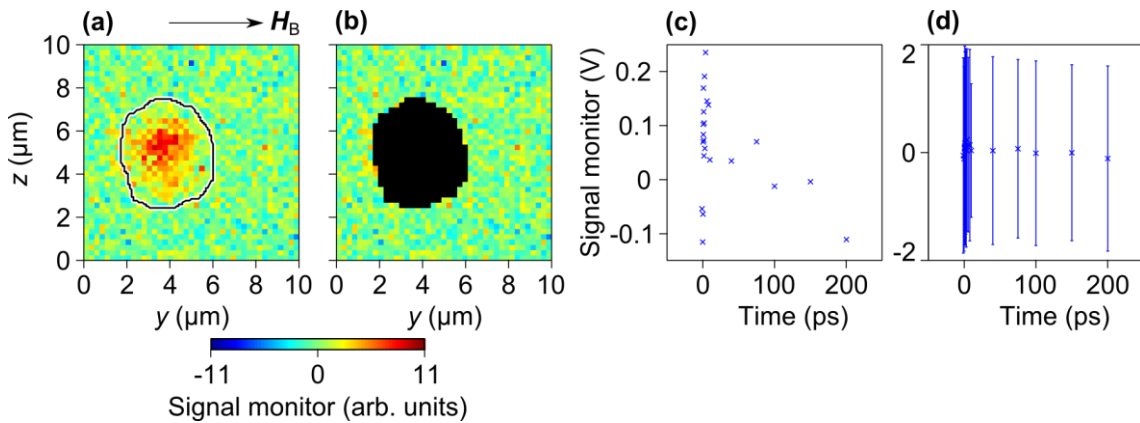 (a) H_B (b) (c) (d)
10
8
6
4
2
0
z (µm)
0 2 4 6 8 10
y (µm)
0 2 4 6 8 10
y (µm)
-11 0 11
Signal monitor (arb. units)
0.2
0.1
0
-0.1
Signal monitor (V)
0 100 200
Time (ps)
2
0
-2
0 100 200
Time (ps)